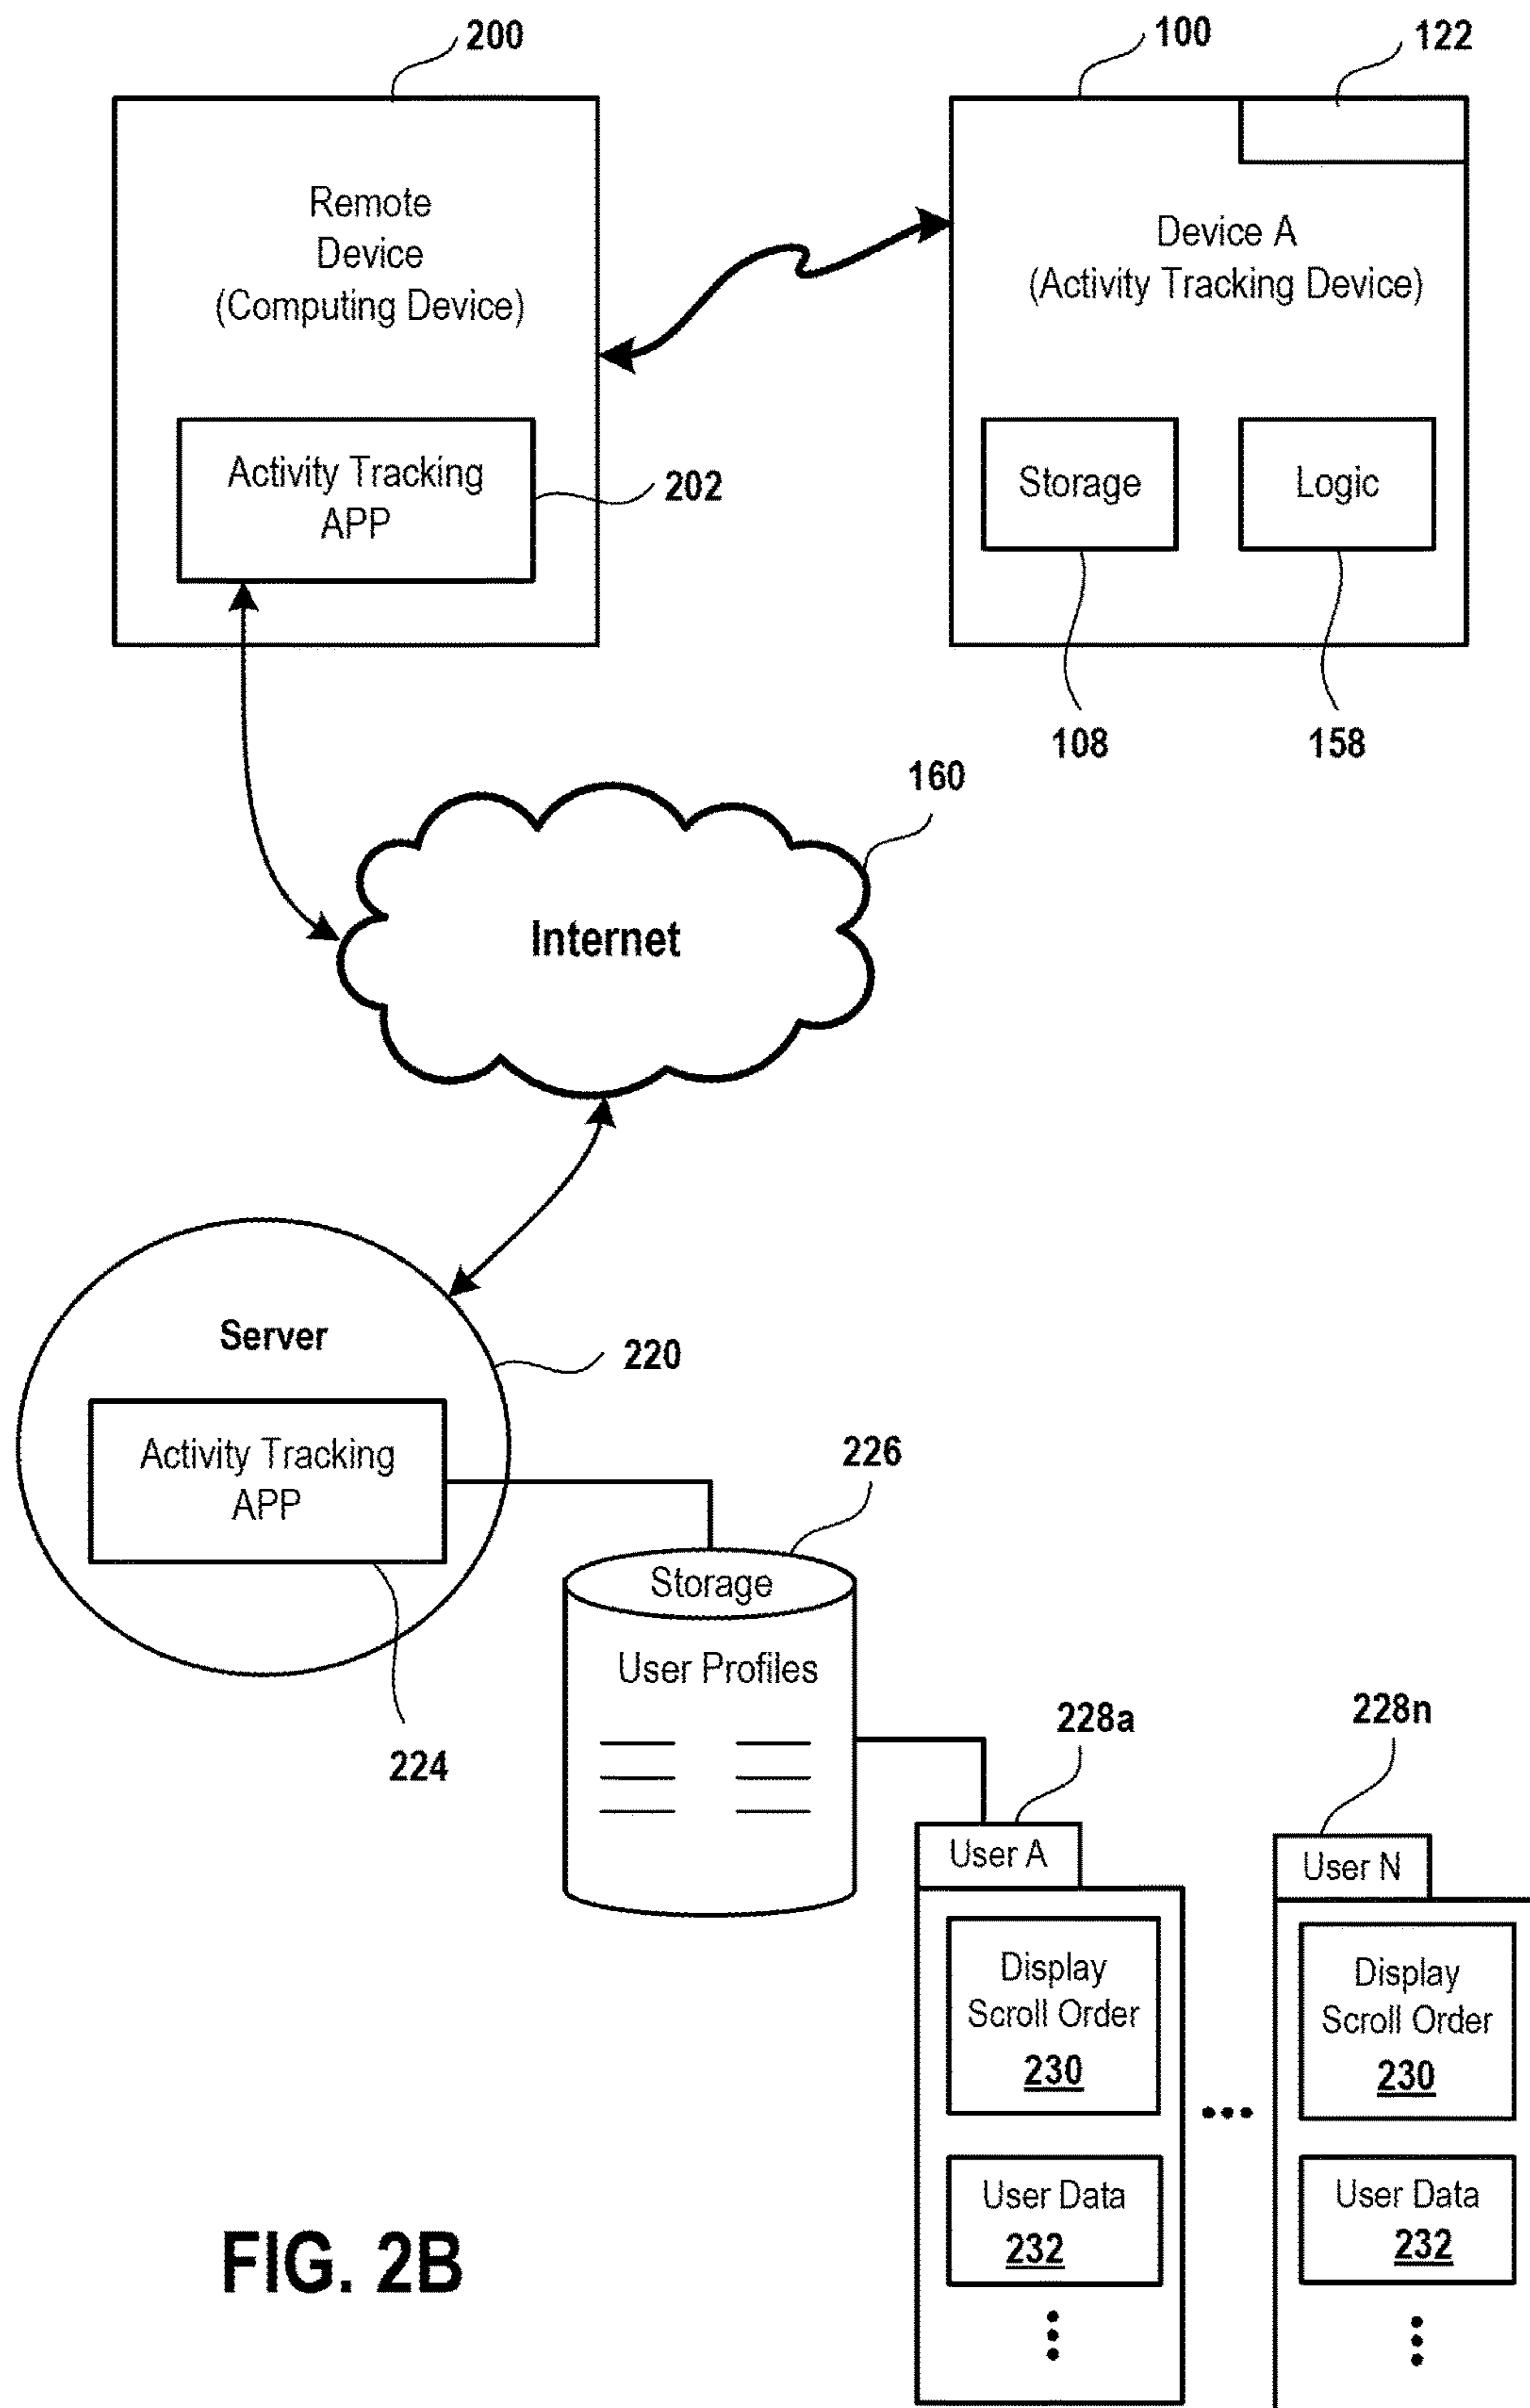 200
100
122
Remote
Device
(Computing Device)
Device A
(Activity Tracking Device)
Activity Tracking
APP
202
Storage
Logic
108
158
160
Internet
Server
220
Activity Tracking
APP
224
226
Storage
User Profiles
228a
228n
User A
User N
Display
Scroll Order
230
Display
Scroll Order
230
User Data
232
User Data
232
FIG. 2B